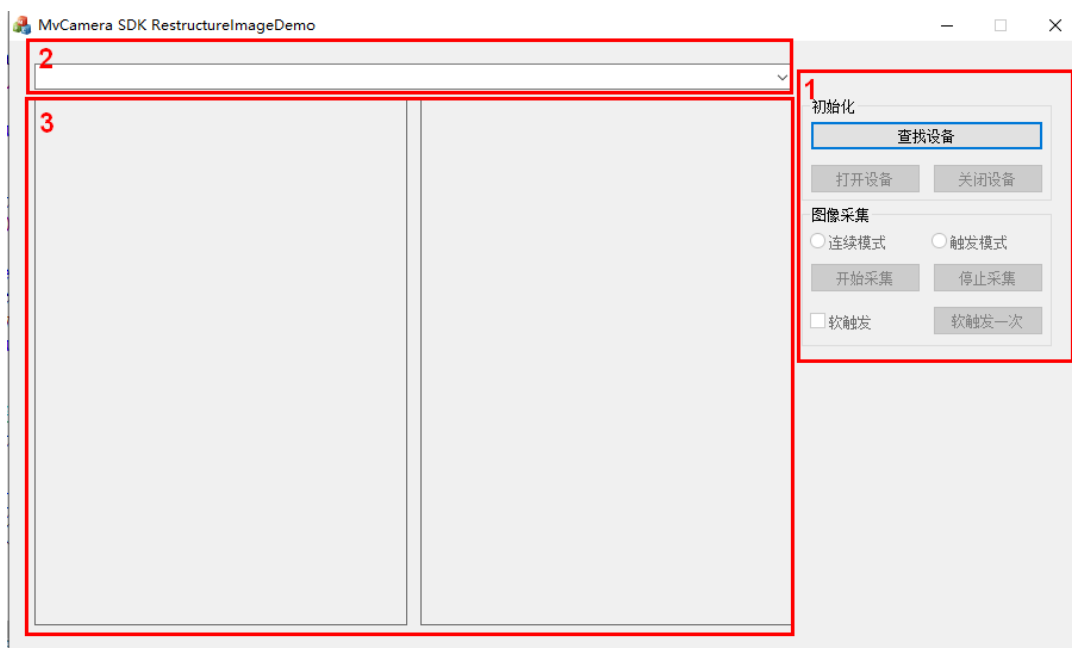 MvCamera SDK RestructureImageDemo
2
3
1
初始化
查找设备
打开设备 关闭设备
图像采集
连续模式 触发模式
开始采集 停止采集
软触发 软触发一次